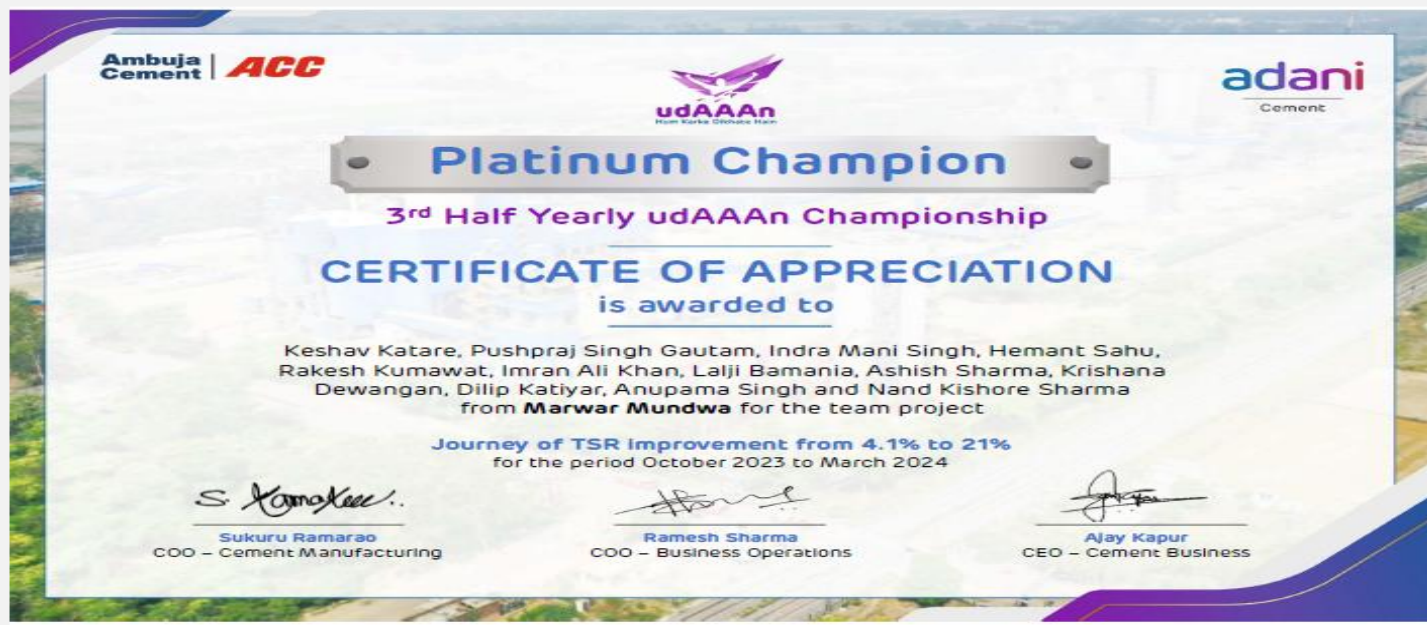 Ambuja Cement | ACC
udAAAn
Hum Karke Dikhate Hain
adani
Cement
Platinum Champion
3rd Half Yearly udAAAn Championship
CERTIFICATE OF APPRECIATION
is awarded to
Keshav Katare, Pushpraj Singh Gautam, Indra Mani Singh, Hemant Sahu,
Rakesh Kumawat, Imran Ali Khan, Lalji Bamania, Ashish Sharma, Krishana
Dewangan, Dilip Katiyar, Anupama Singh and Nand Kishore Sharma
from Marwar Mundwa for the team project
Journey of TSR Improvement from 4.1% to 21%
for the period October 2023 to March 2024
Sukuru Ramarao
COO – Cement Manufacturing
Ramesh Sharma
COO – Business Operations
Ajay Kapur
CEO – Cement Business